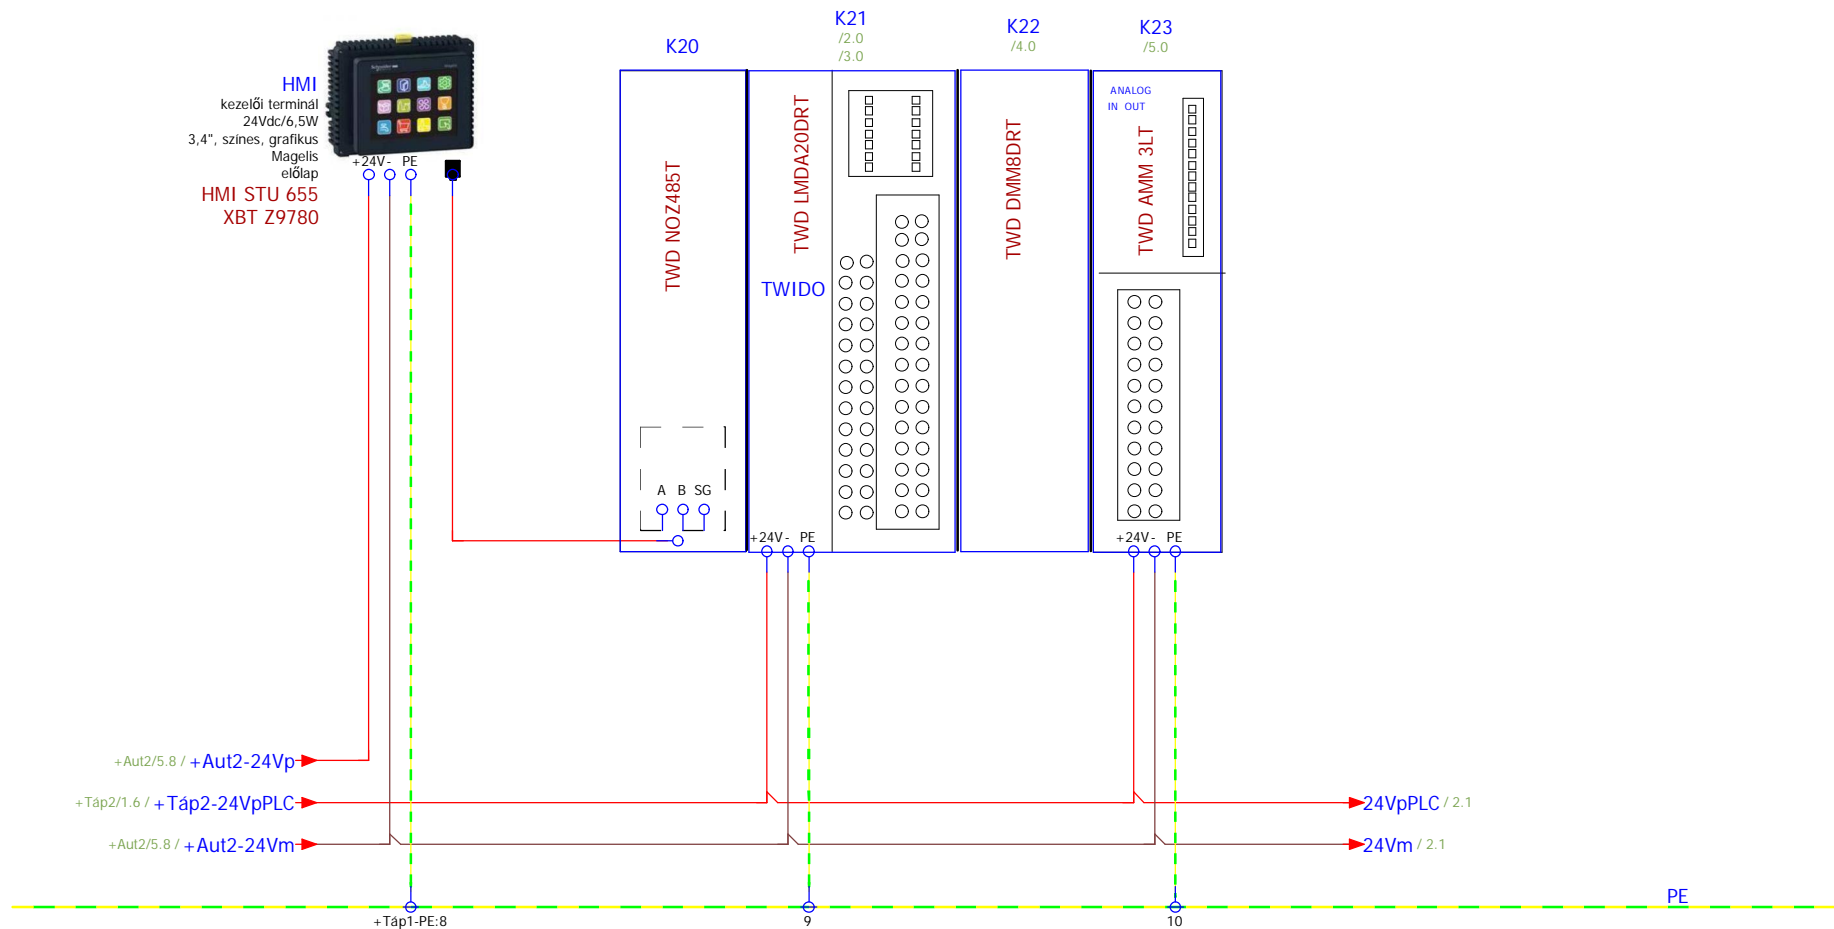 K20
K21
/2.0
/3.0
K22
/4.0
K23
/5.0
HMI
kezelői terminál
24Vdc/6,5W
3,4", színes, grafikus
Magelis
előlap
HMI STU 655
XBT Z9780
+24V- PE
TWD NOZ485T
A B SG
TWD LMDA20DRT
TWIDO
+24V- PE
TWD DMM8DRT
ANALOG
IN OUT
TWD AMM 3LT
+24V- PE
+Aut2/5.8 / +Aut2-24Vp
+Táp2/1.6 / +Táp2-24VpPLC
24VpPLC / 2.1
+Aut2/5.8 / +Aut2-24Vm
24Vm / 2.1
PE
+Táp1-PE:8
9
10